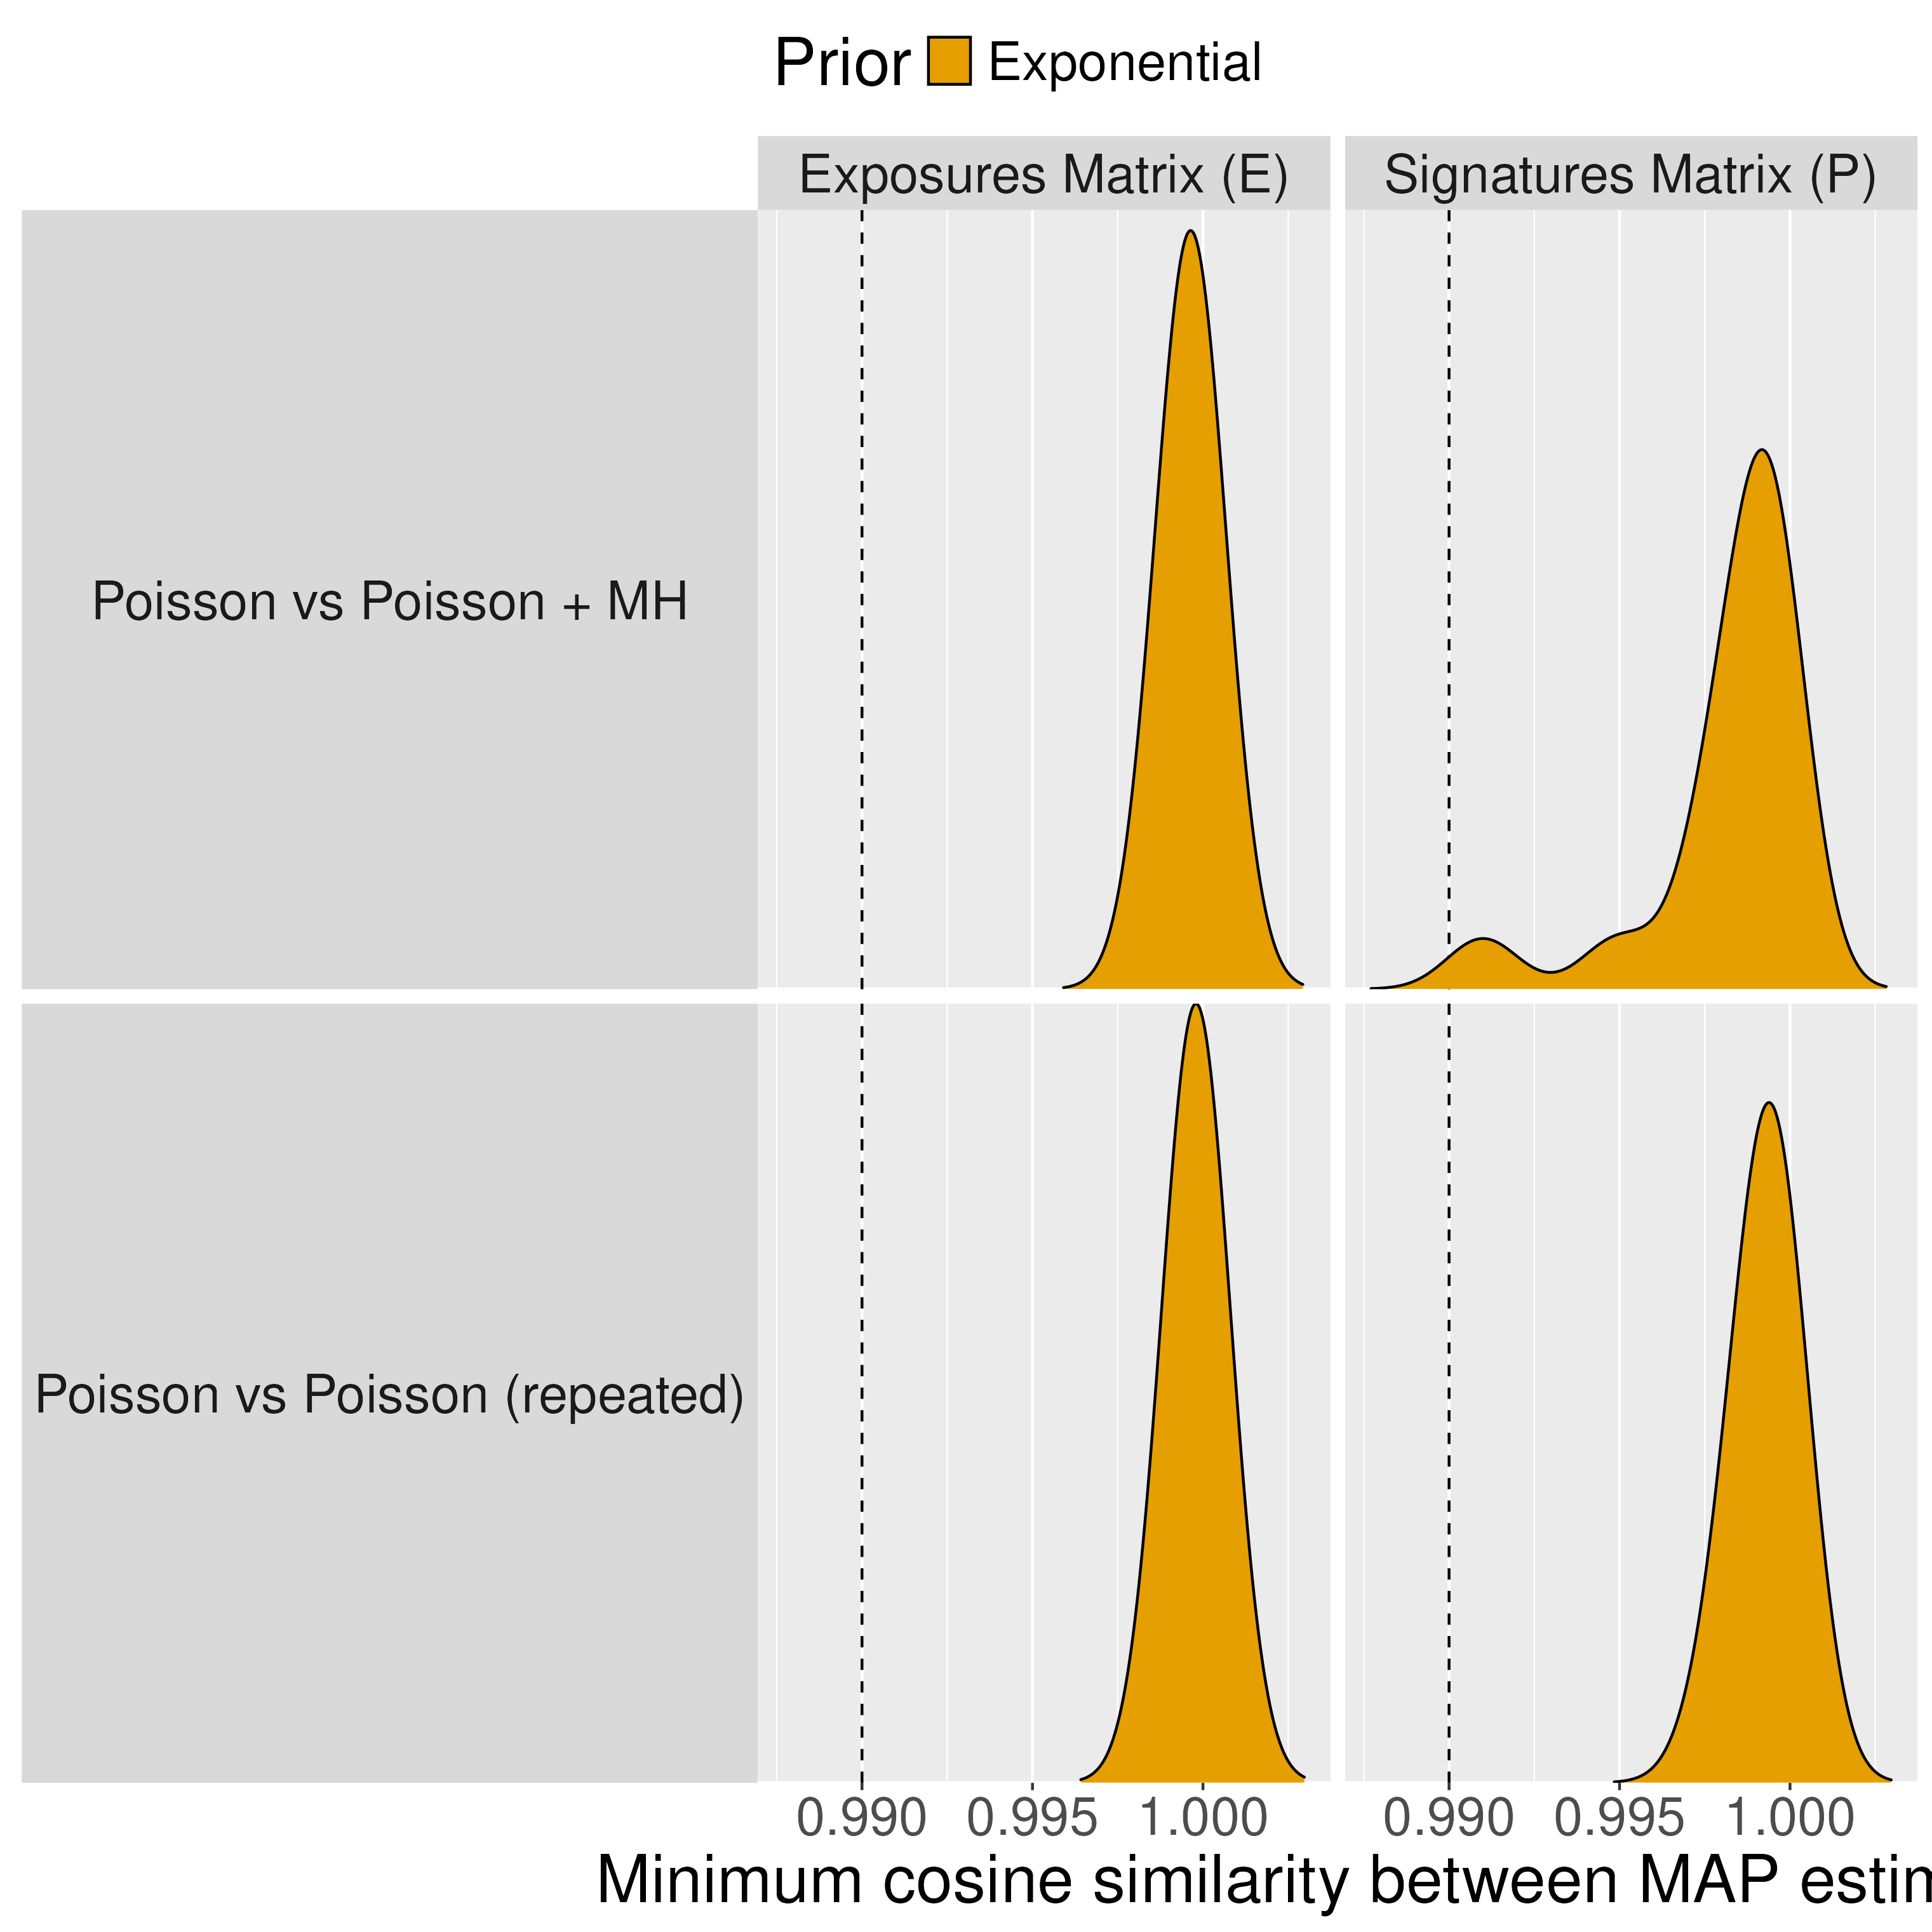 Prior Exponential
Exposures Matrix (E) Signatures Matrix (P)
Poisson vs Poisson + MH
Poisson vs Poisson (repeated)
0.990 0.995 1.000 0.990 0.995 1.000
Minimum cosine similarity between MAP